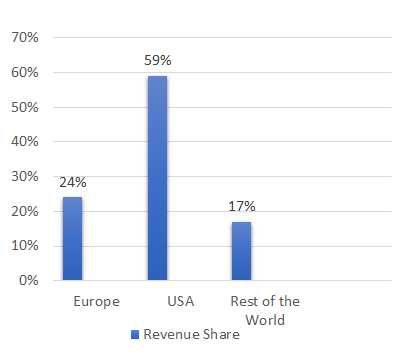 70%
60%
50%
40%
30%
20%
10%
0%
24%
59%
17%
Europe
USA
Rest of the
World
Revenue Share